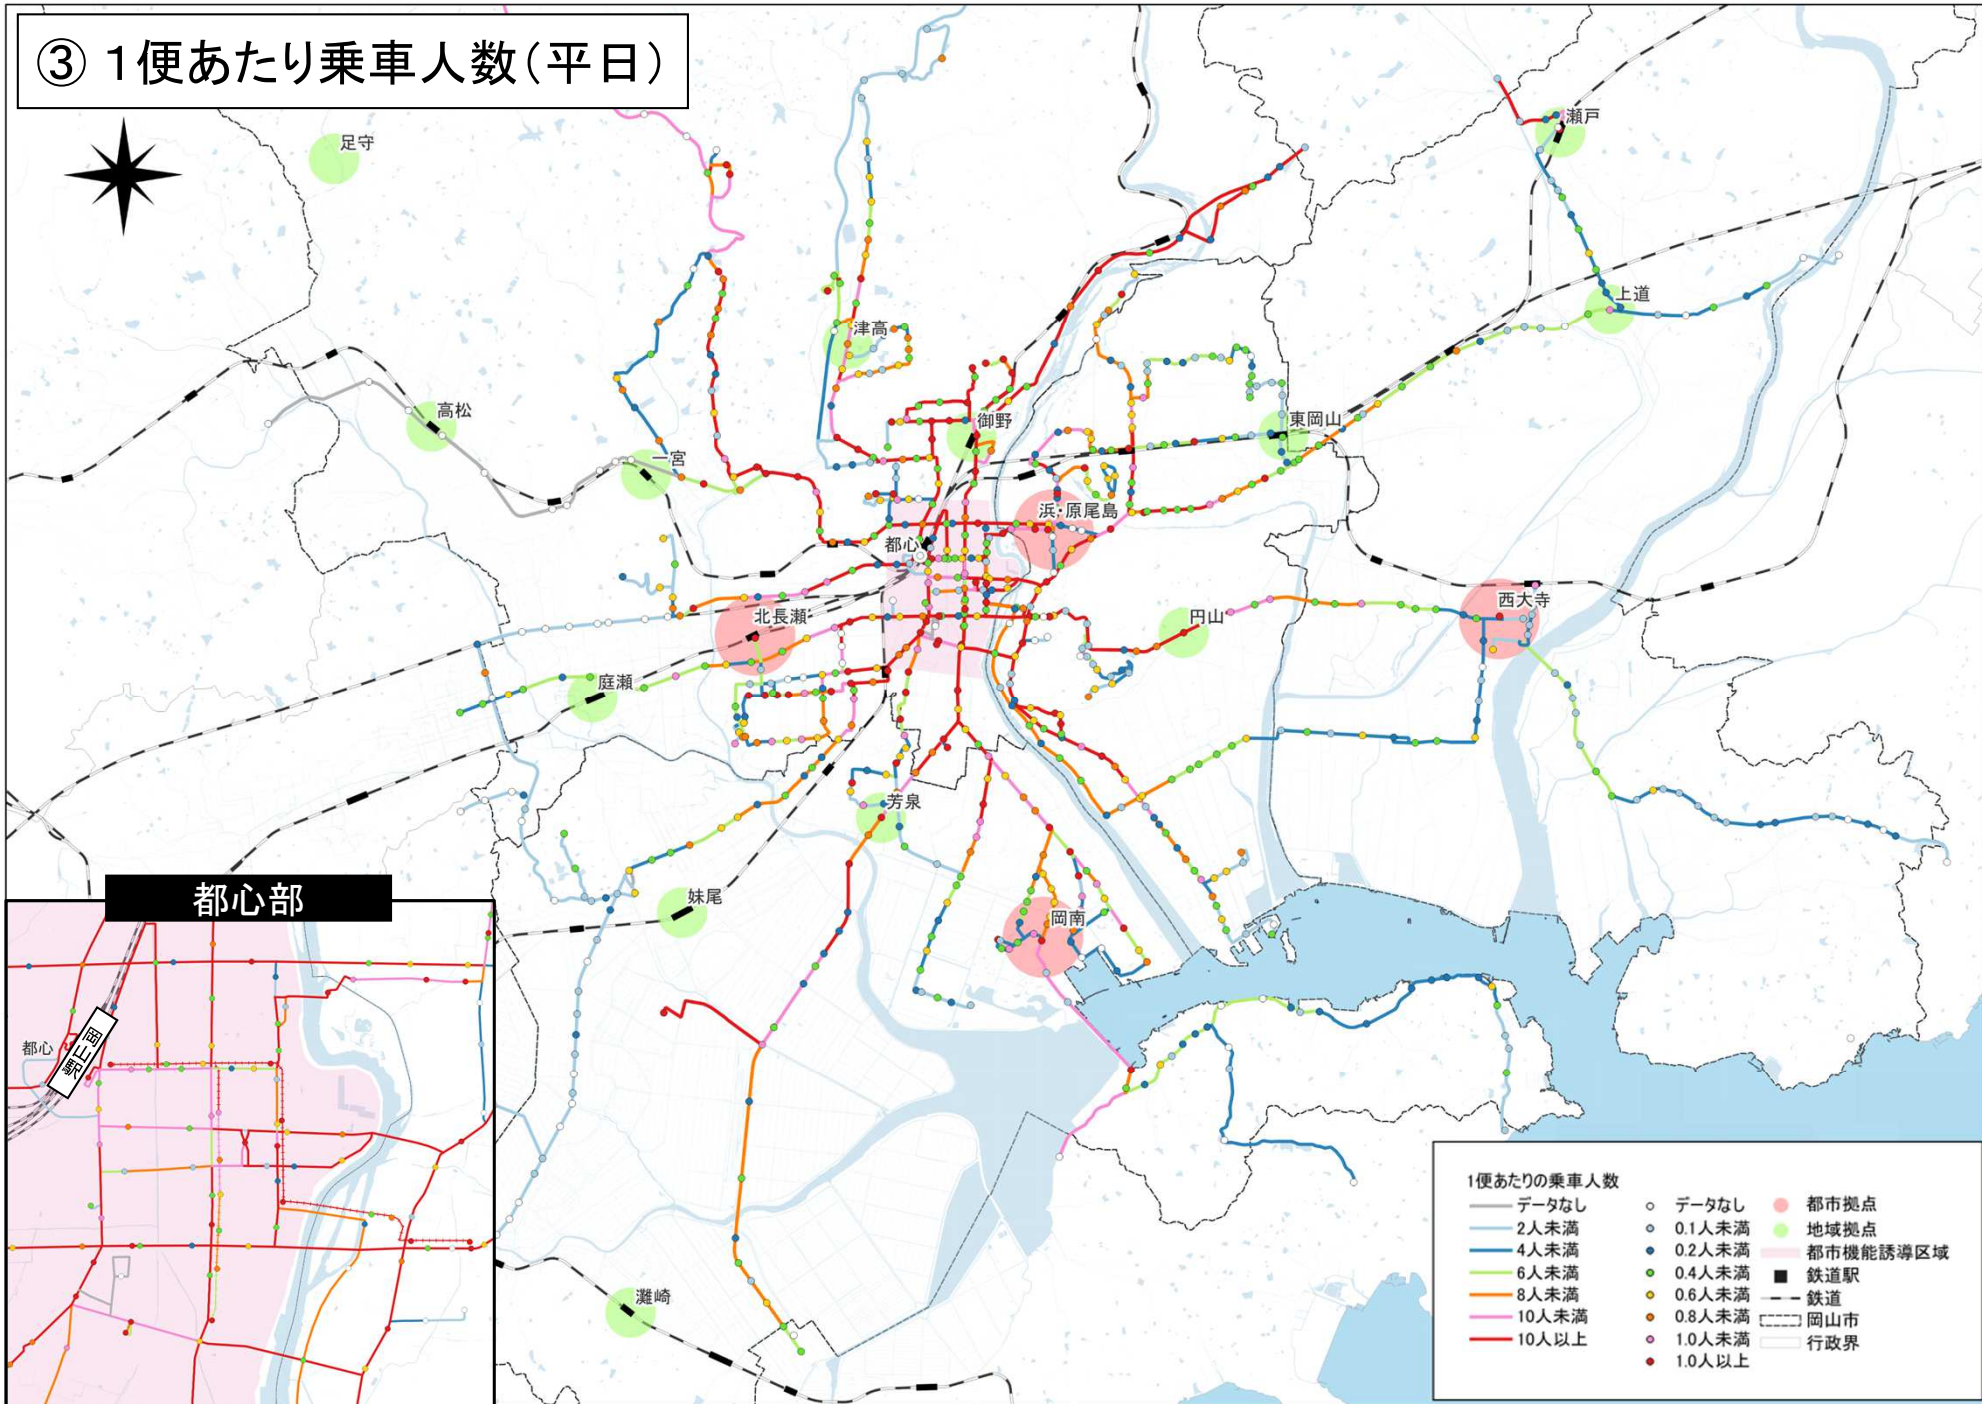 ③ 1便あたり乗車人数(平日)
足守
瀬戸
上道
津高
高松
御野
東岡山
一宮
浜・原尾島
都心
西大寺
北長瀬
円山
庭瀬
芳泉
妹尾
岡南
灘崎
都心部
都心
岡山駅
1便あたりの乗車人数
データなし
2人未満
4人未満
6人未満
8人未満
10人未満
10人以上
データなし
0.1人未満
0.2人未満
0.4人未満
0.6人未満
0.8人未満
1.0人未満
1.0人以上
都市拠点
地域拠点
都市機能誘導区域
鉄道駅
鉄道
岡山市
行政界